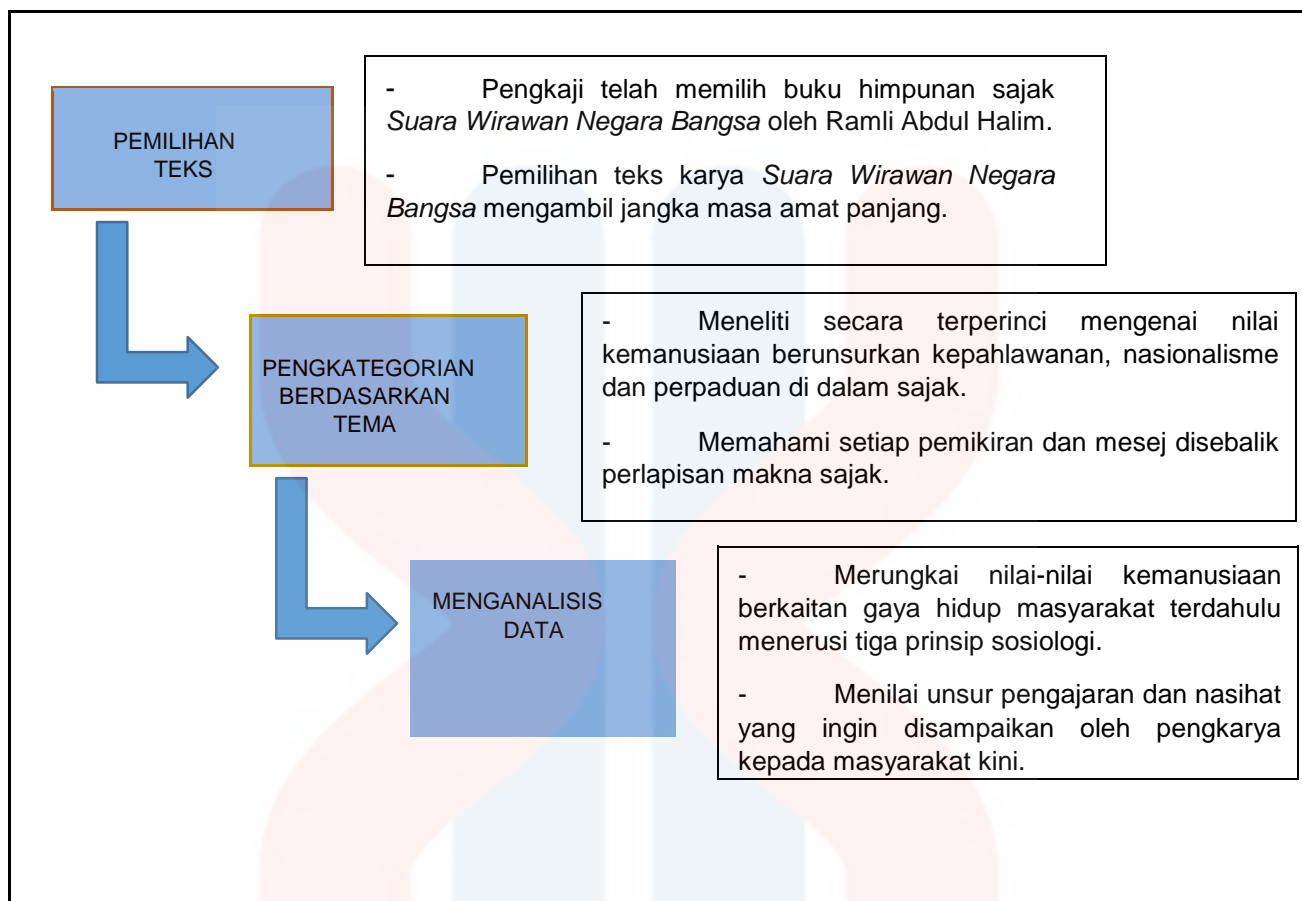 PEMILIHAN
TEKS
- Pengkaji telah memilih buku himpunan sajak
Suara Wirawan Negara Bangsa oleh Ramli Abdul Halim.
- Pemilihan teks karya Suara Wirawan Negara
Bangsa mengambil jangka masa amat panjang.
PENGKATEGORIAN
BERDASARKAN
TEMA
- Meneliti secara terperinci mengenai nilai
kemanusiaan berunsurkan kepahlawanan, nasionalisme
dan perpaduan di dalam sajak.
- Memahami setiap pemikiran dan mesej disebalik
perlapisan makna sajak.
MENGANALISIS
DATA
- Merungkai nilai-nilai kemanusiaan
berkaitan gaya hidup masyarakat terdahulu
menerusi tiga prinsip sosiologi.
- Menilai unsur pengajaran dan nasihat
yang ingin disampaikan oleh pengkarya
kepada masyarakat kini.